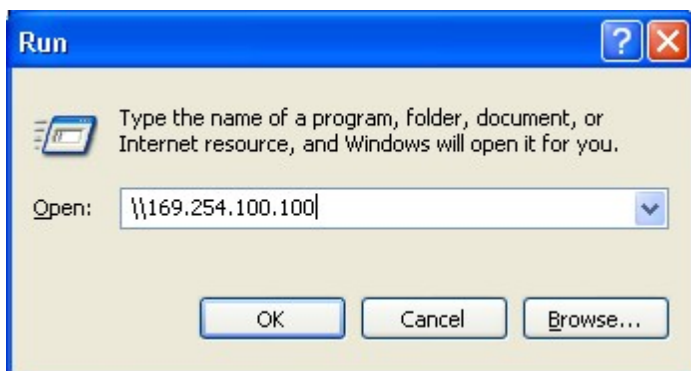 Run
Type the name of a program, folder, document, or
Internet resource, and Windows will open it for you.
Open: \\169.254.100.100
OK Cancel Browse...